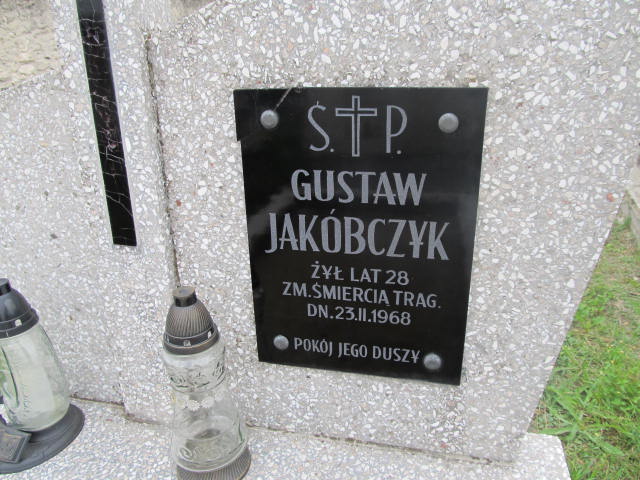 Ś. P.
GUSTAW
JAKÓBCZYK
ŻYŁ LAT 28
ZM. ŚMIERCIĄ TRAG.
DN. 23.II.1968
POKÓJ JEGO DUSZY